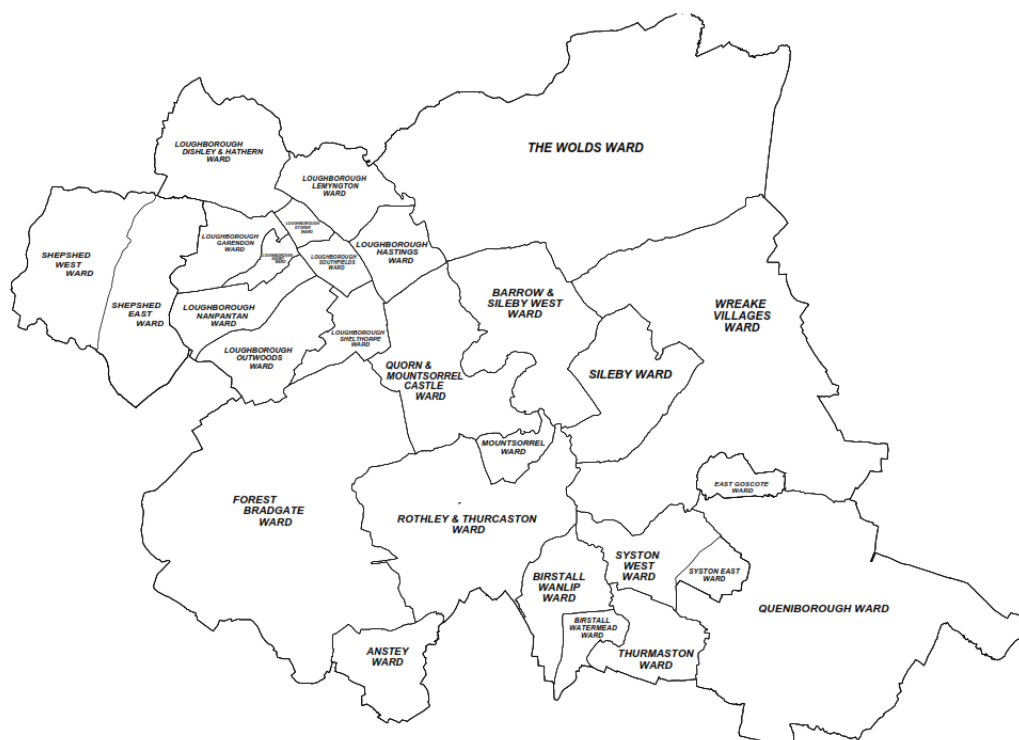 THE WOLDS WARD
LOUGHBOROUGH
DISHLEY & HATHERN
WARD
LOUGHBOROUGH
LEMYNGTON
WARD
LOUGHBOROUGH
STORER
WARD
LOUGHBOROUGH
GARENDON
WARD
LOUGHBOROUGH
WARD
LOUGHBOROUGH
SOUTHFIELDS
WARD
LOUGHBOROUGH
HASTINGS
WARD
SHEPSHED
WEST
WARD
SHEPSHED
EAST
WARD
LOUGHBOROUGH
NANPANTAN
WARD
LOUGHBOROUGH
OUTWOODS
WARD
LOUGHBOROUGH
SHELTHORPE
WARD
BARROW &
SILEBY WEST
WARD
WREAKE
VILLAGES
WARD
QUORN &
MOUNTSORREL
CASTLE
WARD
SILEBY WARD
MOUNTSORREL
WARD
EAST GOSCOTE
WARD
FOREST
BRADGATE
WARD
ROTHLEY & THURCASTON
WARD
SYSTON
WEST
WARD
SYSTON EAST
WARD
BIRSTALL
WANLIP
WARD
QUENIBOROUGH WARD
BIRSTALL
WATERMEAD
WARD
ANSTEY
WARD
THURMASTON
WARD